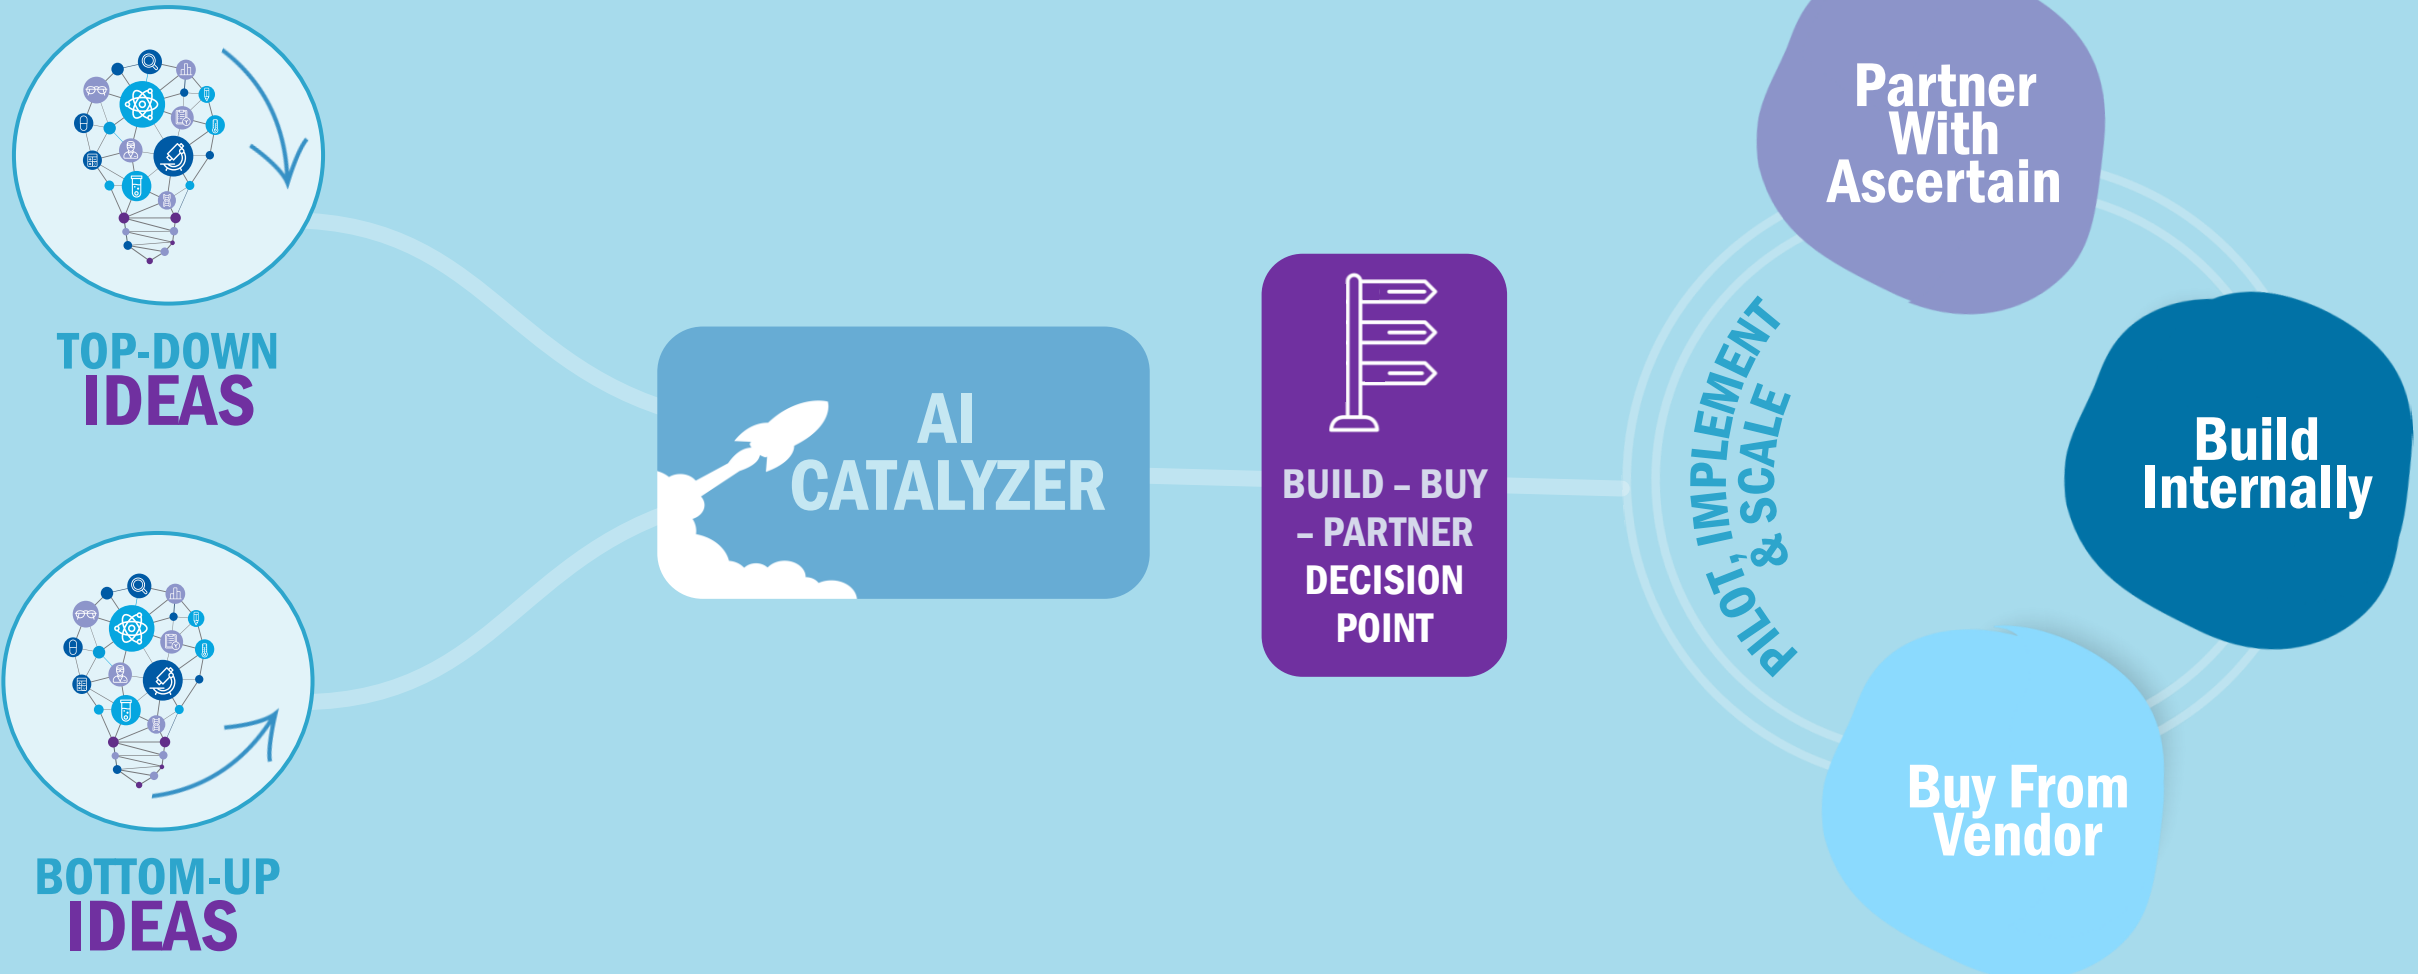 TOP-DOWN
IDEAS
BOTTOM-UP
IDEAS
AI
CATALYZER
BUILD – BUY
– PARTNER
DECISION
POINT
PILOT, IMPLEMENT
& SCALE
Partner
With
Ascertain
Build
Internally
Buy From
Vendor